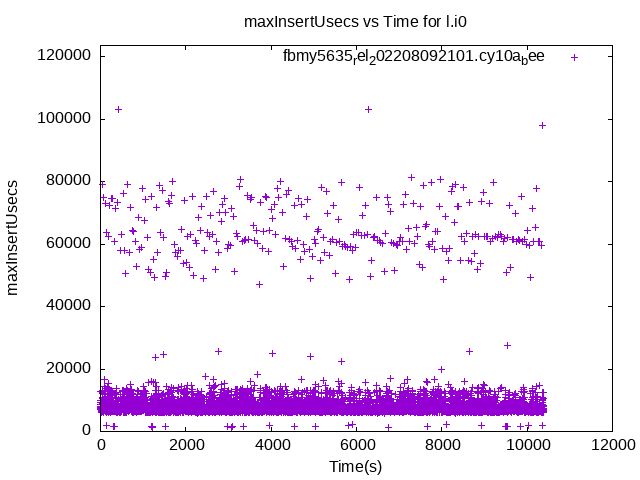 maxInsertUsecs vs Time for l.i0
fbmy5635_rel_202208092101.cy10a_bee
120000
100000
80000
60000
40000
20000
0
maxInsertUsecs
0 2000 4000 6000 8000 10000 12000
Time(s)